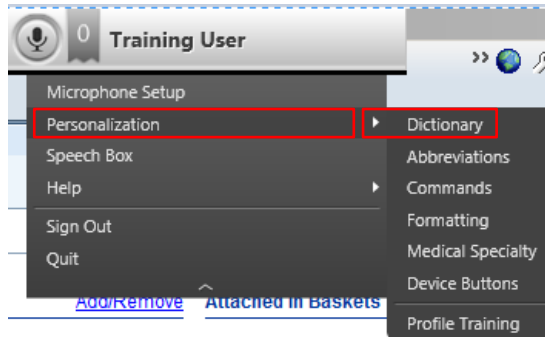 0 Training User
>>
Microphone Setup
Personalization
Speech Box
Help
Sign Out
Quit
Dictionary
Abbreviations
Commands
Formatting
Medical Specialty
Device Buttons
Profile Training
Add/Remove Attached In Baskets